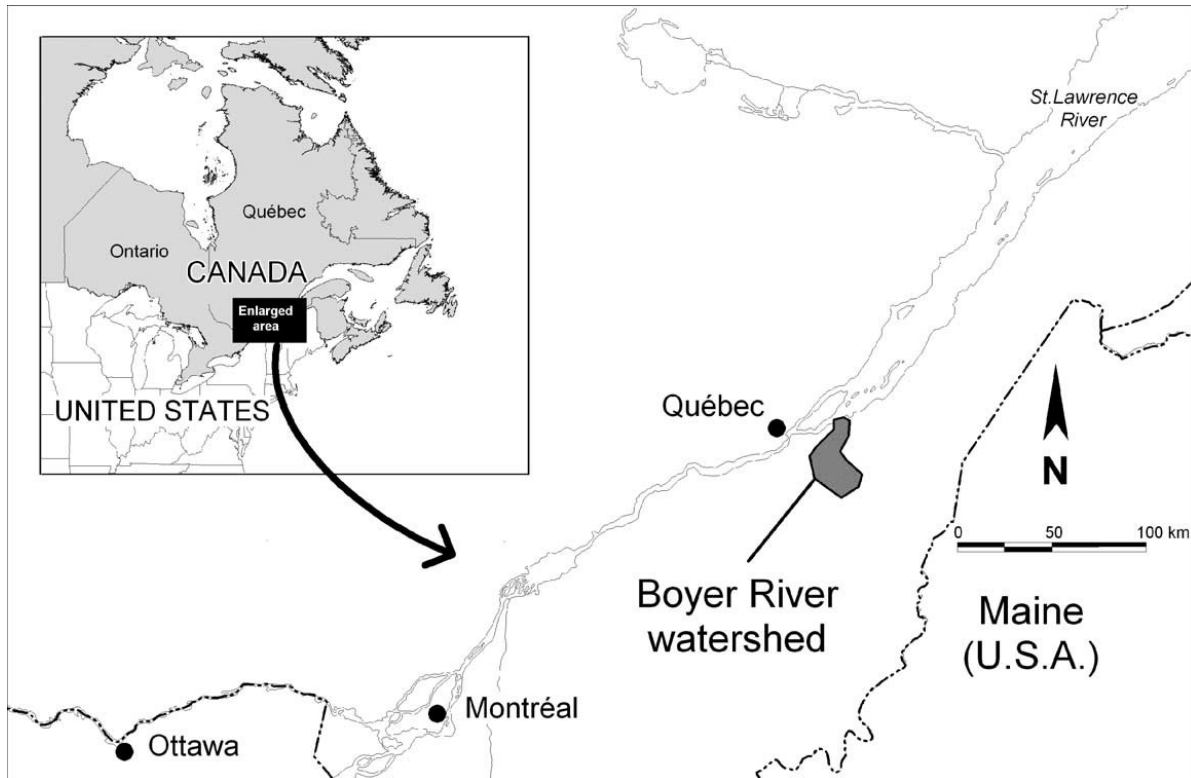 Québec
Ontario
CANADA
Enlarged
area
UNITED STATES
St.Lawrence
River
Québec
N
0 50 100 km
Boyer River
watershed
Maine
(U.S.A.)
Montréal
Ottawa